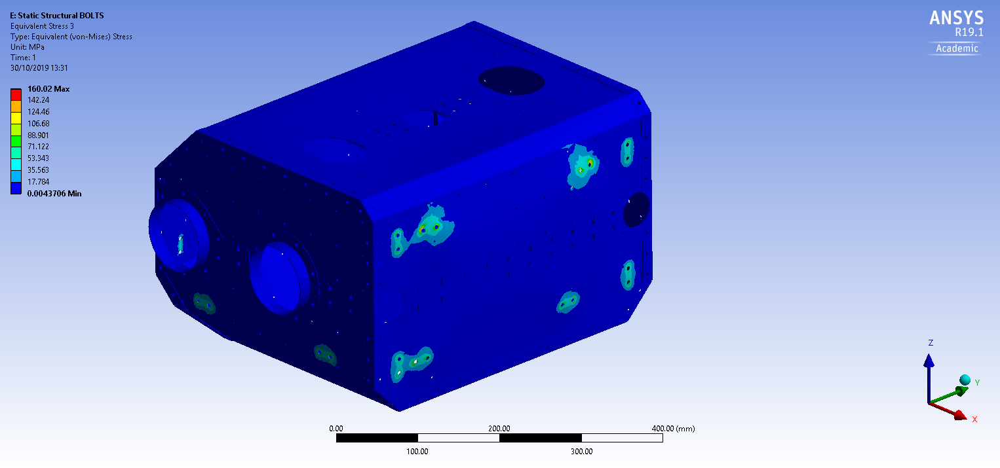 E: Static Structural BOLTS
Equivalent Stress 3
Type: Equivalent (von-Mises) Stress
Unit: MPa
Time: 1
30/10/2019 13:31
160.02 Max
142.24
124.46
106.68
88.901
71.122
53.343
35.563
17.784
0.0043706 Min
ANSYS
R19.1
Academic
Z
Y
X
0.00 200.00 400.00 (mm)
100.00 300.00